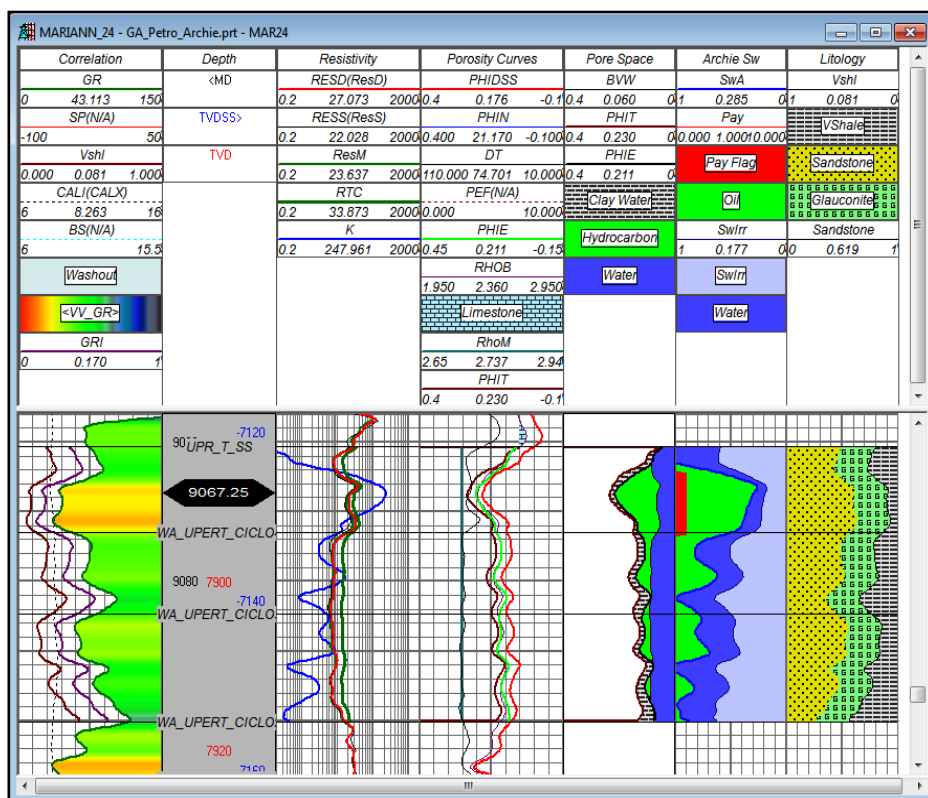 MARIANN_24 - GA_Petro_Archie.prt - MAR24
Correlation Depth Resistivity Porosity Curves Pore Space Archie Sw Litology
GR <MD RESD(ResD) PHIDSS BVW SwA Vshl
0 43.113 150 0.2 27.073 2000 0.4 0.176 -0.1 0.4 0.060 0 1 0.285 0 1 0.081 0
SP(N/A) TVDSS> RESS(ResS) PHIN PHIT Pay VShale
-100 50 0.2 22.028 2000 0.400 21.170 -0.100 0.4 0.230 0 0.000 1.000 10.000
Vshl TVD ResM DT PHIE Pay Flag Sandstone
0.000 0.081 1.000 0.2 23.637 2000 110.000 74.701 10.000 0.4 0.211 0
CALI(CALX) RTC PEF(N/A) Clay Water Oil Glauconite
6 8.263 16 0.2 33.873 2000 0.000 10.000
BS(N/A) K PHIE Hydrocarbon SwIrr Sandstone
6 15.5 0.2 247.961 2000 0.45 0.211 -0.15 1 0.177 0 0 0.619 1
Washout RHOB Water SwIrr
1.950 2.360 2.950
<VV_GR> Limestone Water
GRI RhoM
0 0.170 1 2.65 2.737 2.94
PHIT
0.4 0.230 -0.1
-7120
UPR_T_SS
9067.25
WA_UPERT_CICLO
9080 7900
-7140
WA_UPERT_CICLO
WA_UPERT_CICLO
7920
-7160